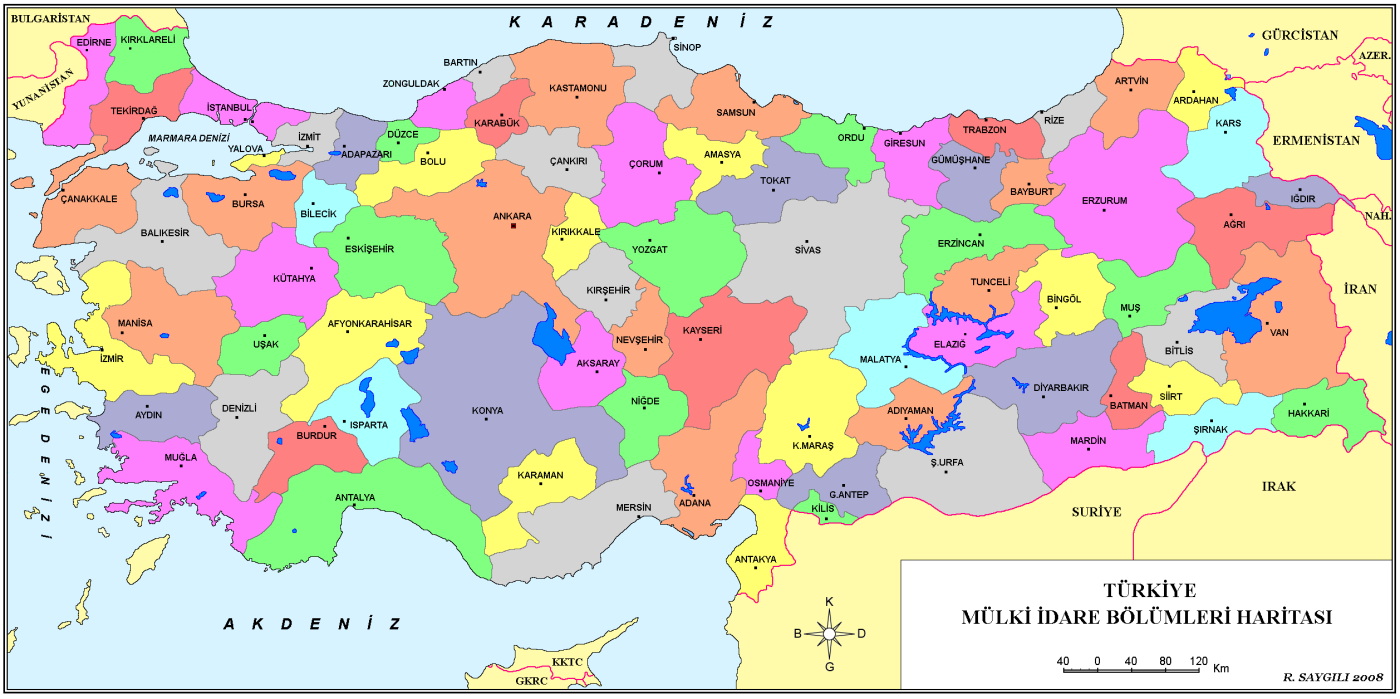 BULGARİSTAN
K A R A D E N İ Z
GÜRCİSTAN
EDİRNE
KIRKLARELİ
SİNOP
AZER.
BARTIN
YUNANİSTAN
ZONGULDAK
KASTAMONU
ARTVİN
ARDAHAN
TEKİRDAĞ
İSTANBUL
KARABÜK
SAMSUN
TRABZON
RİZE
KARS
MARMARA DENİZİ
İZMİT
DÜZCE
ORDU
GİRESUN
ERMENİSTAN
YALOVA
ADAPAZARI
BOLU
ÇANKIRI
ÇORUM
AMASYA
GÜMÜŞHANE
TOKAT
BAYBURT
ÇANAKKALE
BURSA
BİLECİK
ERZURUM
IĞDIR
ANKARA
NAH.
BALIKESİR
KIRIKKALE
AĞRI
ESKİŞEHİR
YOZGAT
SİVAS
ERZİNCAN
KÜTAHYA
TUNCELİ
KIRŞEHİR
BİNGÖL
İRAN
MUŞ
MANİSA
AFYONKARAHİSAR
UŞAK
NEVŞEHİR
KAYSERİ
ELAZIĞ
VAN
İZMİR
AKSARAY
MALATYA
BİTLİS
EGE DENİZİ
DİYARBAKIR
AYDIN
DENİZLİ
KONYA
NİĞDE
ADIYAMAN
BATMAN
SİİRT
HAKKARİ
ISPARTA
BURDUR
K.MARAŞ
MARDİN
ŞIRNAK
MUĞLA
Ş.URFA
KARAMAN
OSMANİYE
G.ANTEP
IRAK
ANTALYA
MERSİN
ADANA
KİLİS
SURİYE
ANTAKYA
TÜRKİYE
MÜLKİ İDARE BÖLÜMLERİ HARİTASI
K
B D
G
A K D E N İ Z
KKTC
GKRC
40 0 40 80 120 Km
R. SAYGILI 2008